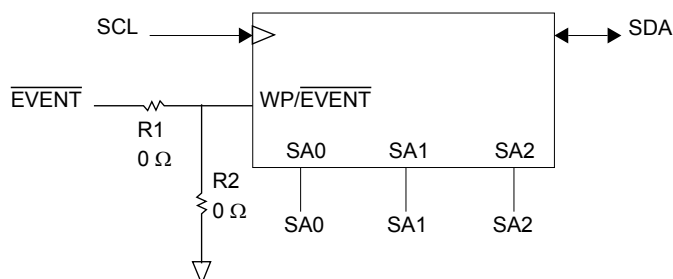 SCL
SDA
EVENT
WP/EVENT
R1
0 Ω
SA0 SA1 SA2
R2
0 Ω
SA0 SA1 SA2